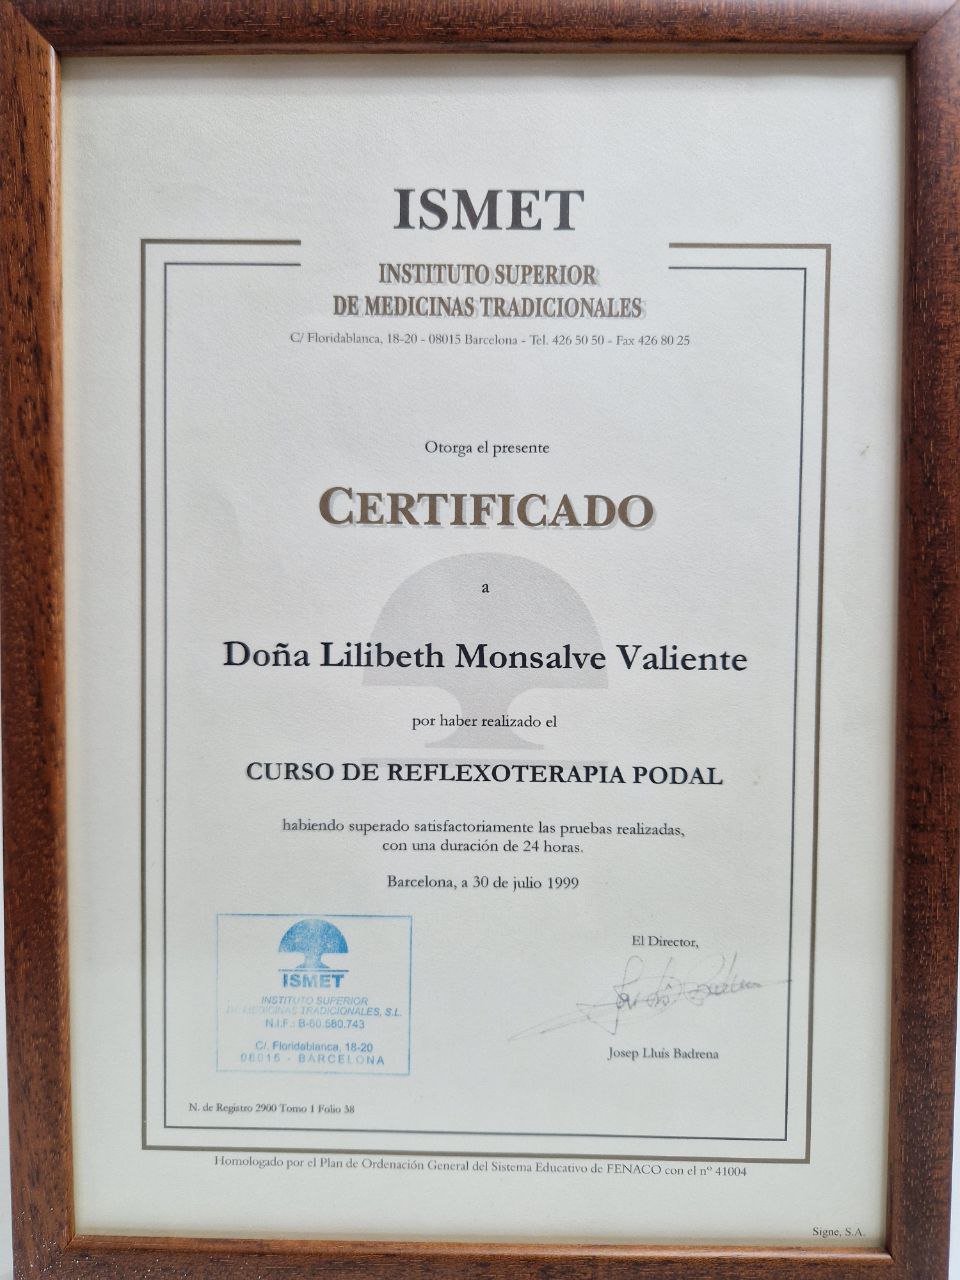 ISMET
INSTITUTO SUPERIOR
DE MEDICINAS TRADICIONALES
C/ Floridablanca, 18-20 - 08015 Barcelona - Tel. 426 50 50 - Fax 426 80 25
Otorga el presente
CERTIFICADO
a
Doña Lilibeth Monsalve Valiente
por haber realizado el
CURSO DE REFLEXOTERAPIA PODAL
habiendo superado satisfactoriamente las pruebas realizadas,
con una duración de 24 horas.
Barcelona, a 30 de julio 1999
El Director,
Josep Lluís Badrena
ISMET
INSTITUTO SUPERIOR
DE MEDICINAS TRADICIONALES, S.L.
N.I.F.: B-60.580.743
C/. Floridablanca, 18-20
08015 - BARCELONA
N. de Registro 2900 Tomo 1 Folio 38
Homologado por el Plan de Ordenación General del Sistema Educativo de FENACO con el nº 41004
Signe, S.A.